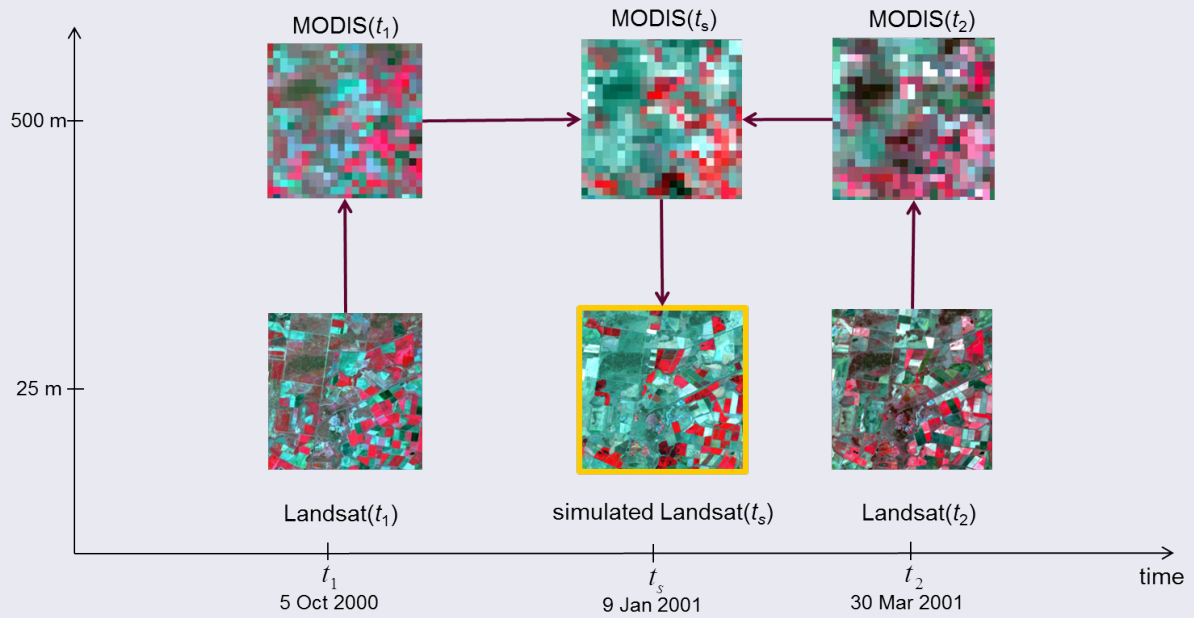 MODIS(t1)
MODIS(ts)
MODIS(t2)
500 m
25 m
Landsat(t1)
simulated Landsat(ts)
Landsat(t2)
t1
ts
t2
time
5 Oct 2000
9 Jan 2001
30 Mar 2001